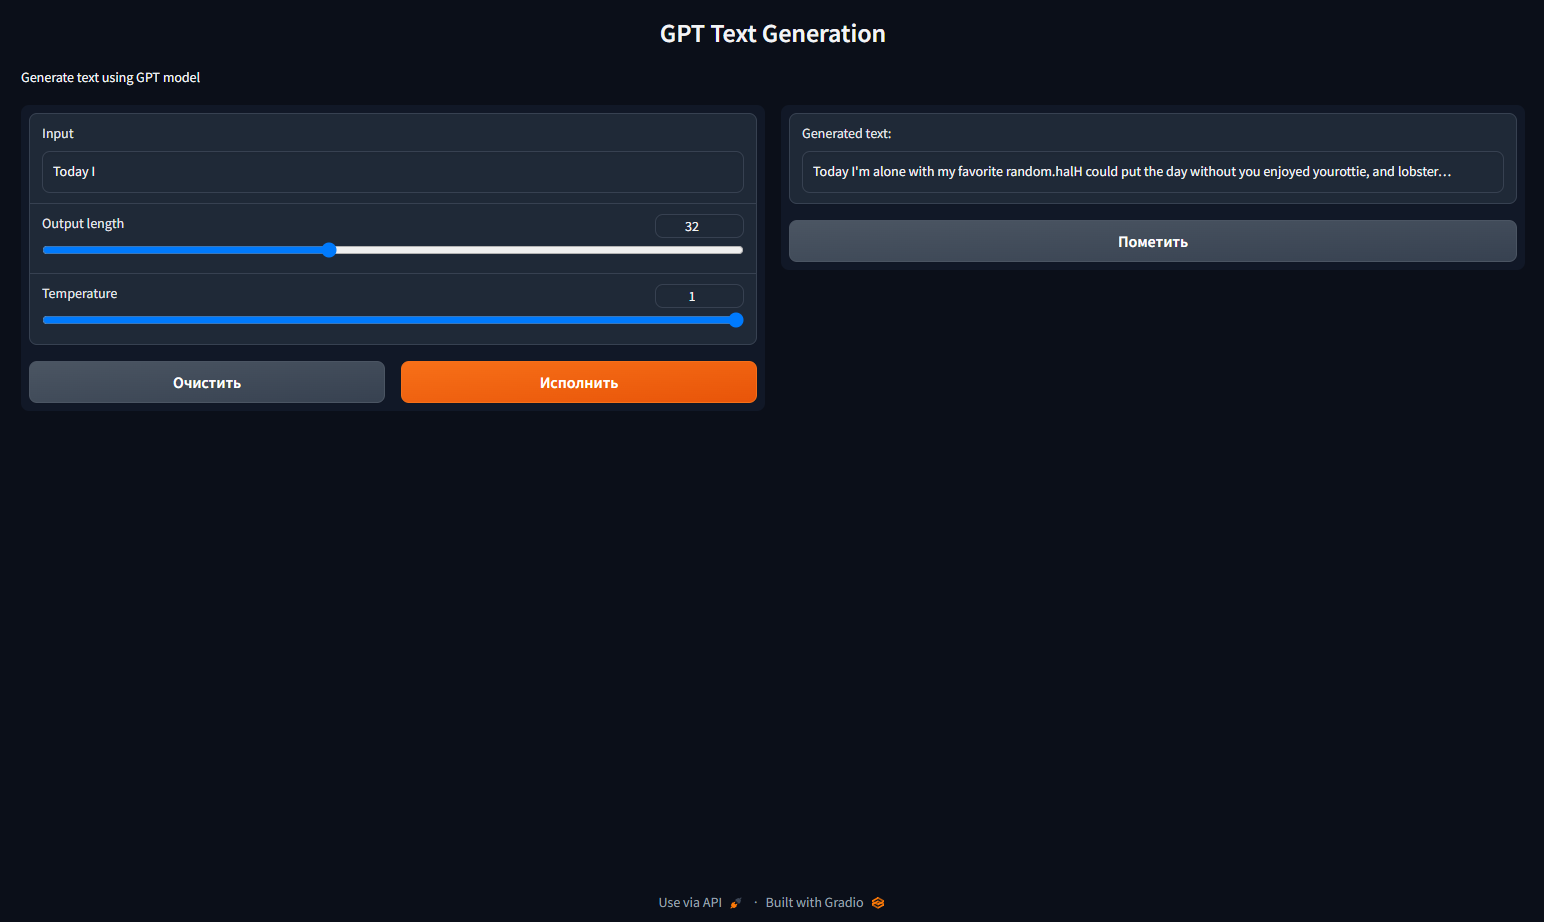 GPT Text Generation
Generate text using GPT model
Input
Today I
Output length
32
Temperature
1
Очистить
Исполнить
Generated text:
Today I'm alone with my favorite random.halH could put the day without you enjoyed yourottie, and lobster…
Пометить
Use via API · Built with Gradio